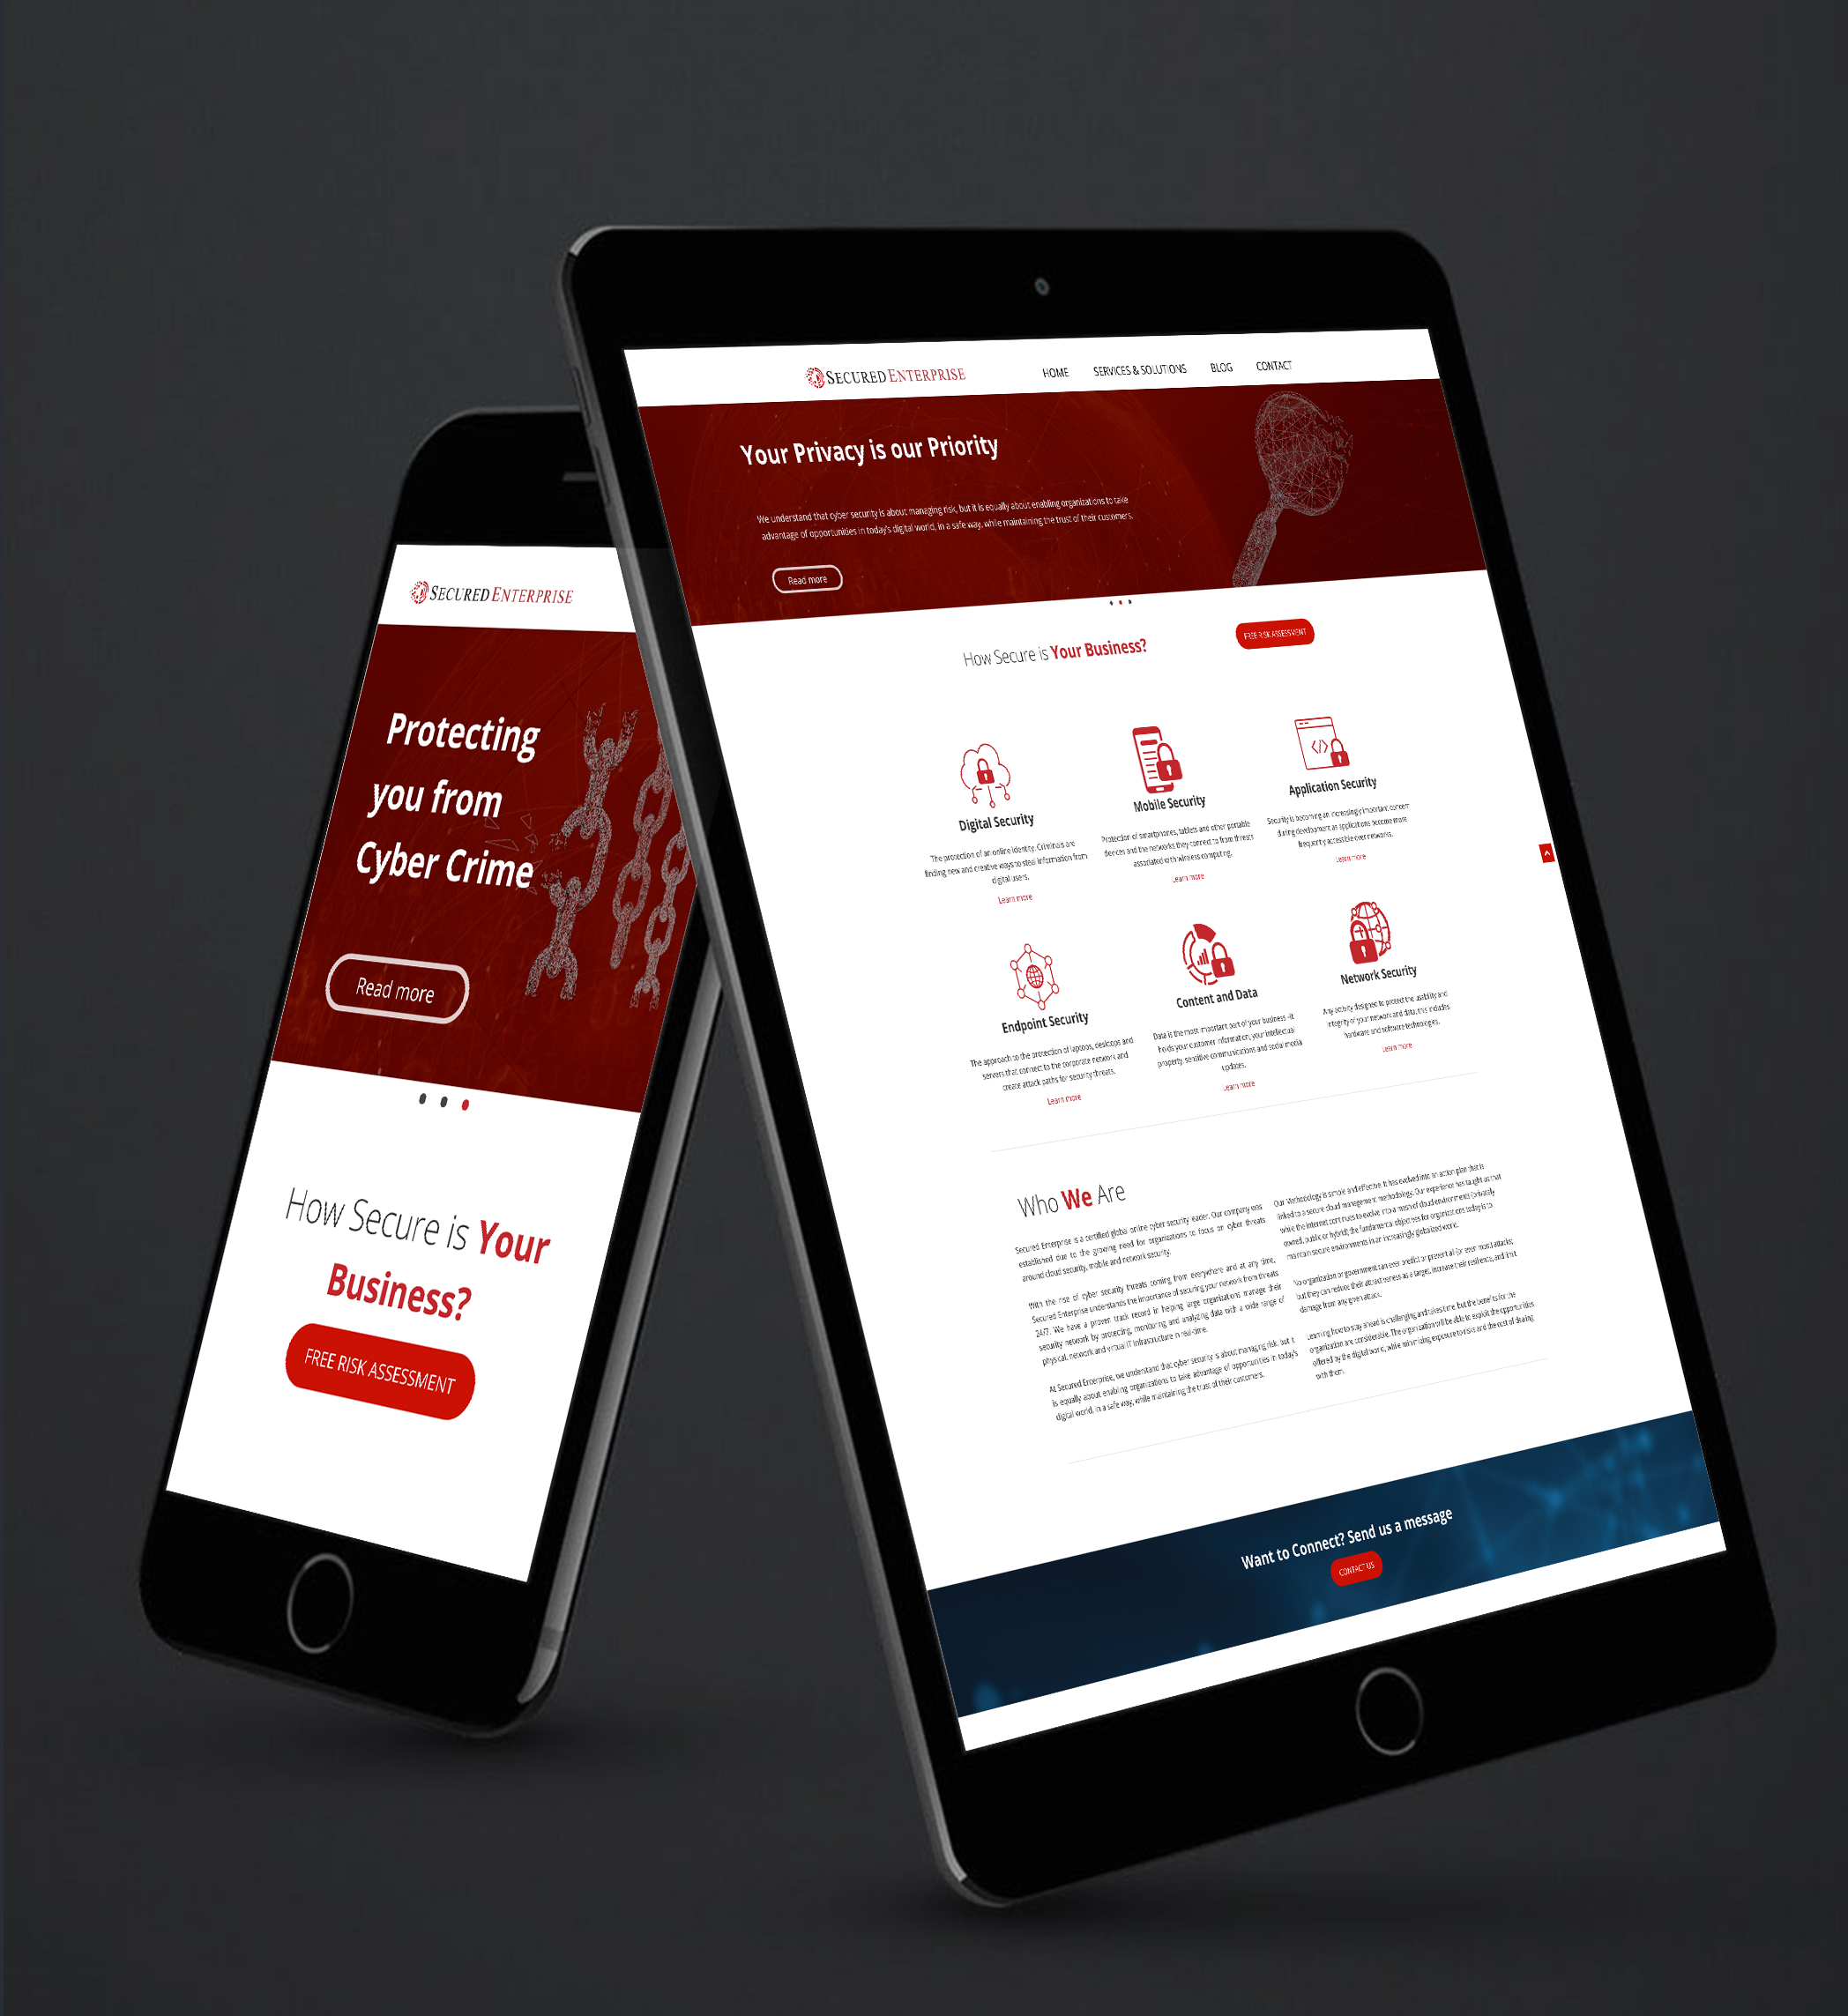 SECURED ENTERPRISE
Protecting
you from
Cyber Crime
Read more
How Secure is Your
Business?
FREE RISK ASSESSMENT
SECURED ENTERPRISE
HOME SERVICES & SOLUTIONS BLOG CONTACT
Your Privacy is our Priority
We understand that cyber security is about managing risk, but it is equally about enabling organizations to take
advantage of opportunities in today's digital world, in a safe way, while maintaining the trust of their customers.
Read more
How Secure is Your Business?
FREE RISK ASSESSMENT
Digital Security
The protection of an online identity. Criminals are
finding new and creative ways to steal information from
digital users.
Learn more
Mobile Security
Protection of smartphones, tablets and other portable
devices and the networks they connect to from threats
associated with wireless computing.
Learn more
Application Security
Security is becoming an increasingly important concern
during development as applications become more
frequently accessible over networks.
Learn more
Endpoint Security
The approach to the protection of laptops, desktops and
servers that connect to the corporate network and
create attack paths for security threats.
Learn more
Content and Data
Data is the most important part of your business -it
holds your customer information, your intellectual
property, sensitive communications and social media
updates.
Learn more
Network Security
Any activity designed to protect the usability and
integrity of your network and data, this includes
hardware and software technologies.
Learn more
Who We Are
Secured Enterprise is a certified global online cyber security leader. Our company was
established due to the growing need for organizations to focus on cyber threats
around cloud security, mobile and network security.
With the rise of cyber security threats coming from everywhere and at any time,
Secured Enterprise understands the importance of securing your network from threats
24/7. We have a proven track record in helping large organizations manage their
security network by protecting, monitoring and analyzing data with a wide range of
physical, network and virtual IT infrastructure in real-time.
At Secured Enterprise, we understand that cyber security is about managing risk, but it
is equally about enabling organizations to take advantage of opportunities in today's
digital world, in a safe way, while maintaining the trust of their customers.
Our Methodology is simple and effective. It has evolved into an action plan that is
linked to a secure cloud management methodology. Our experience has taught us that
while the internet continues to evolve into a mesh of cloud environments (privately
owned, public or hybrid) the fundamental objectives for organizations today is to
maintain secure environments in an increasingly globalized world.
No organization or government can ever predict or prevent all (or even most) attacks;
but they can reduce their attractiveness as a target, increase their resilience, and limit
damage from any given attack.
Learning how to stay ahead is challenging and takes time, but the benefits for the
organization are considerable. The organization will be able to exploit the opportunities
offered by the digital world, while minimizing exposure to risks and the cost of dealing
with them.
Want to Connect? Send us a message
CONTACT US